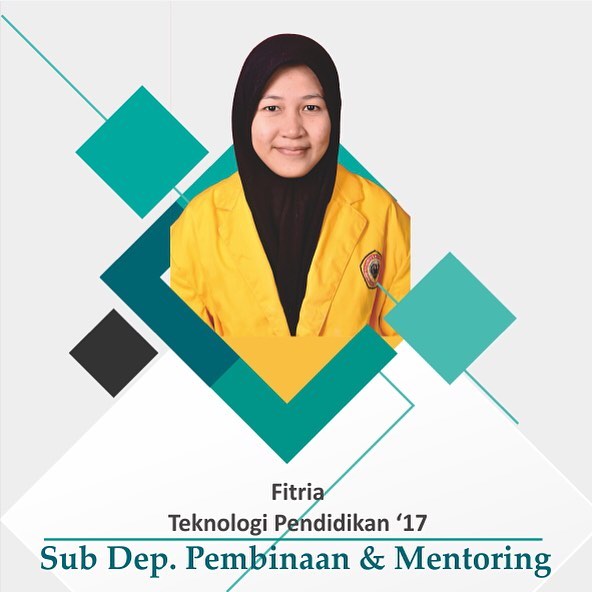 Fitria
Teknologi Pendidikan ‘17
Sub Dep. Pembinaan & Mentoring